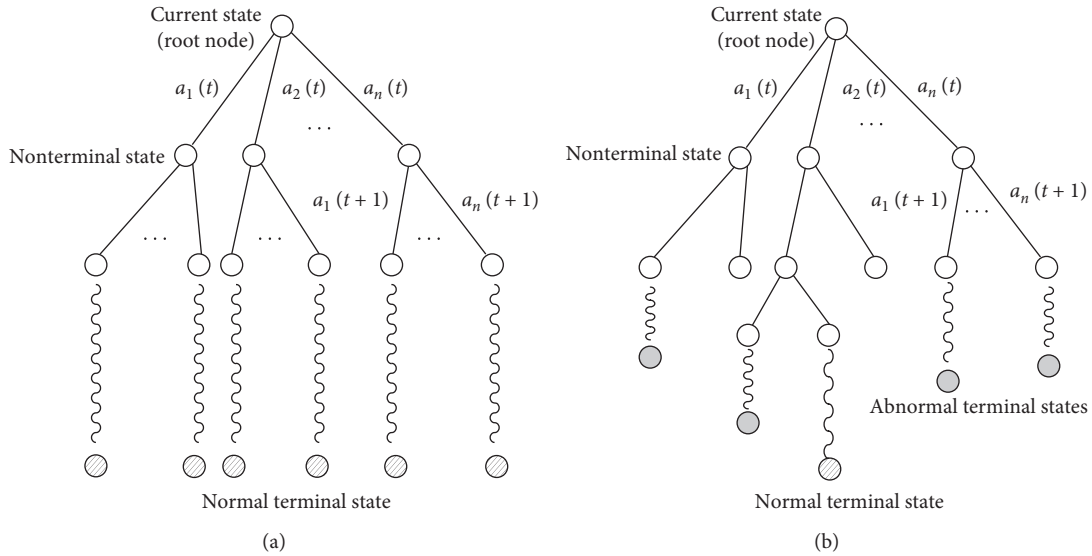 Current state
(root node)
a₁ (t)
a₂ (t)
aₙ (t)
. . .
Nonterminal state
a₁ (t + 1)
aₙ (t + 1)
. . .
. . .
. . .
Normal terminal state
(a)
Current state
(root node)
a₁ (t)
a₂ (t)
aₙ (t)
. . .
Nonterminal state
a₁ (t + 1)
. . .
aₙ (t + 1)
Abnormal terminal states
Normal terminal state
(b)